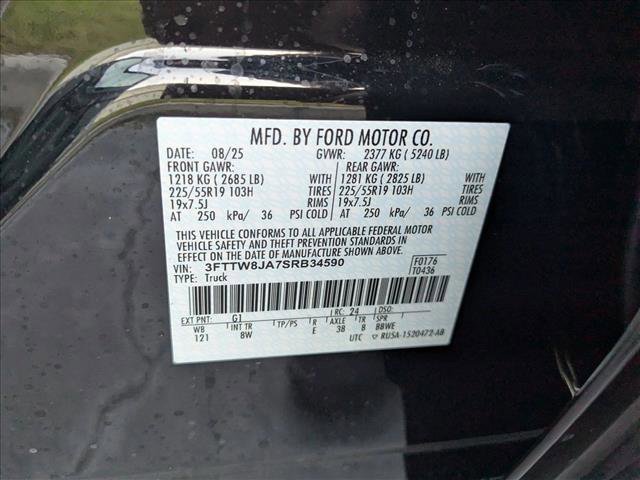 MFD. BY FORD MOTOR CO.
DATE: 08/25 GVWR: 2377 KG ( 5240 LB)
FRONT GAWR: REAR GAWR:
1218 KG ( 2685 LB) WITH 1281 KG ( 2825 LB) WITH
225/55R19 103H TIRES 225/55R19 103H TIRES
19x7.5J RIMS 19x7.5J RIMS
AT 250 kPa/ 36 PSI COLD AT 250 kPa/ 36 PSI COLD
THIS VEHICLE CONFORMS TO ALL APPLICABLE FEDERAL MOTOR
VEHICLE SAFETY AND THEFT PREVENTION STANDARDS IN
EFFECT ON THE DATE OF MANUFACTURE SHOWN ABOVE.
VIN: 3FTTW8JA7SRB34590 F0176
TYPE: Truck T0436
EXT PNT: G1 RC: 24 DSO:
WB INT TR TP/PS R AXLE TR SPR
121 8W E 38 8 BBWE
UTC RUSA-1520472-AB